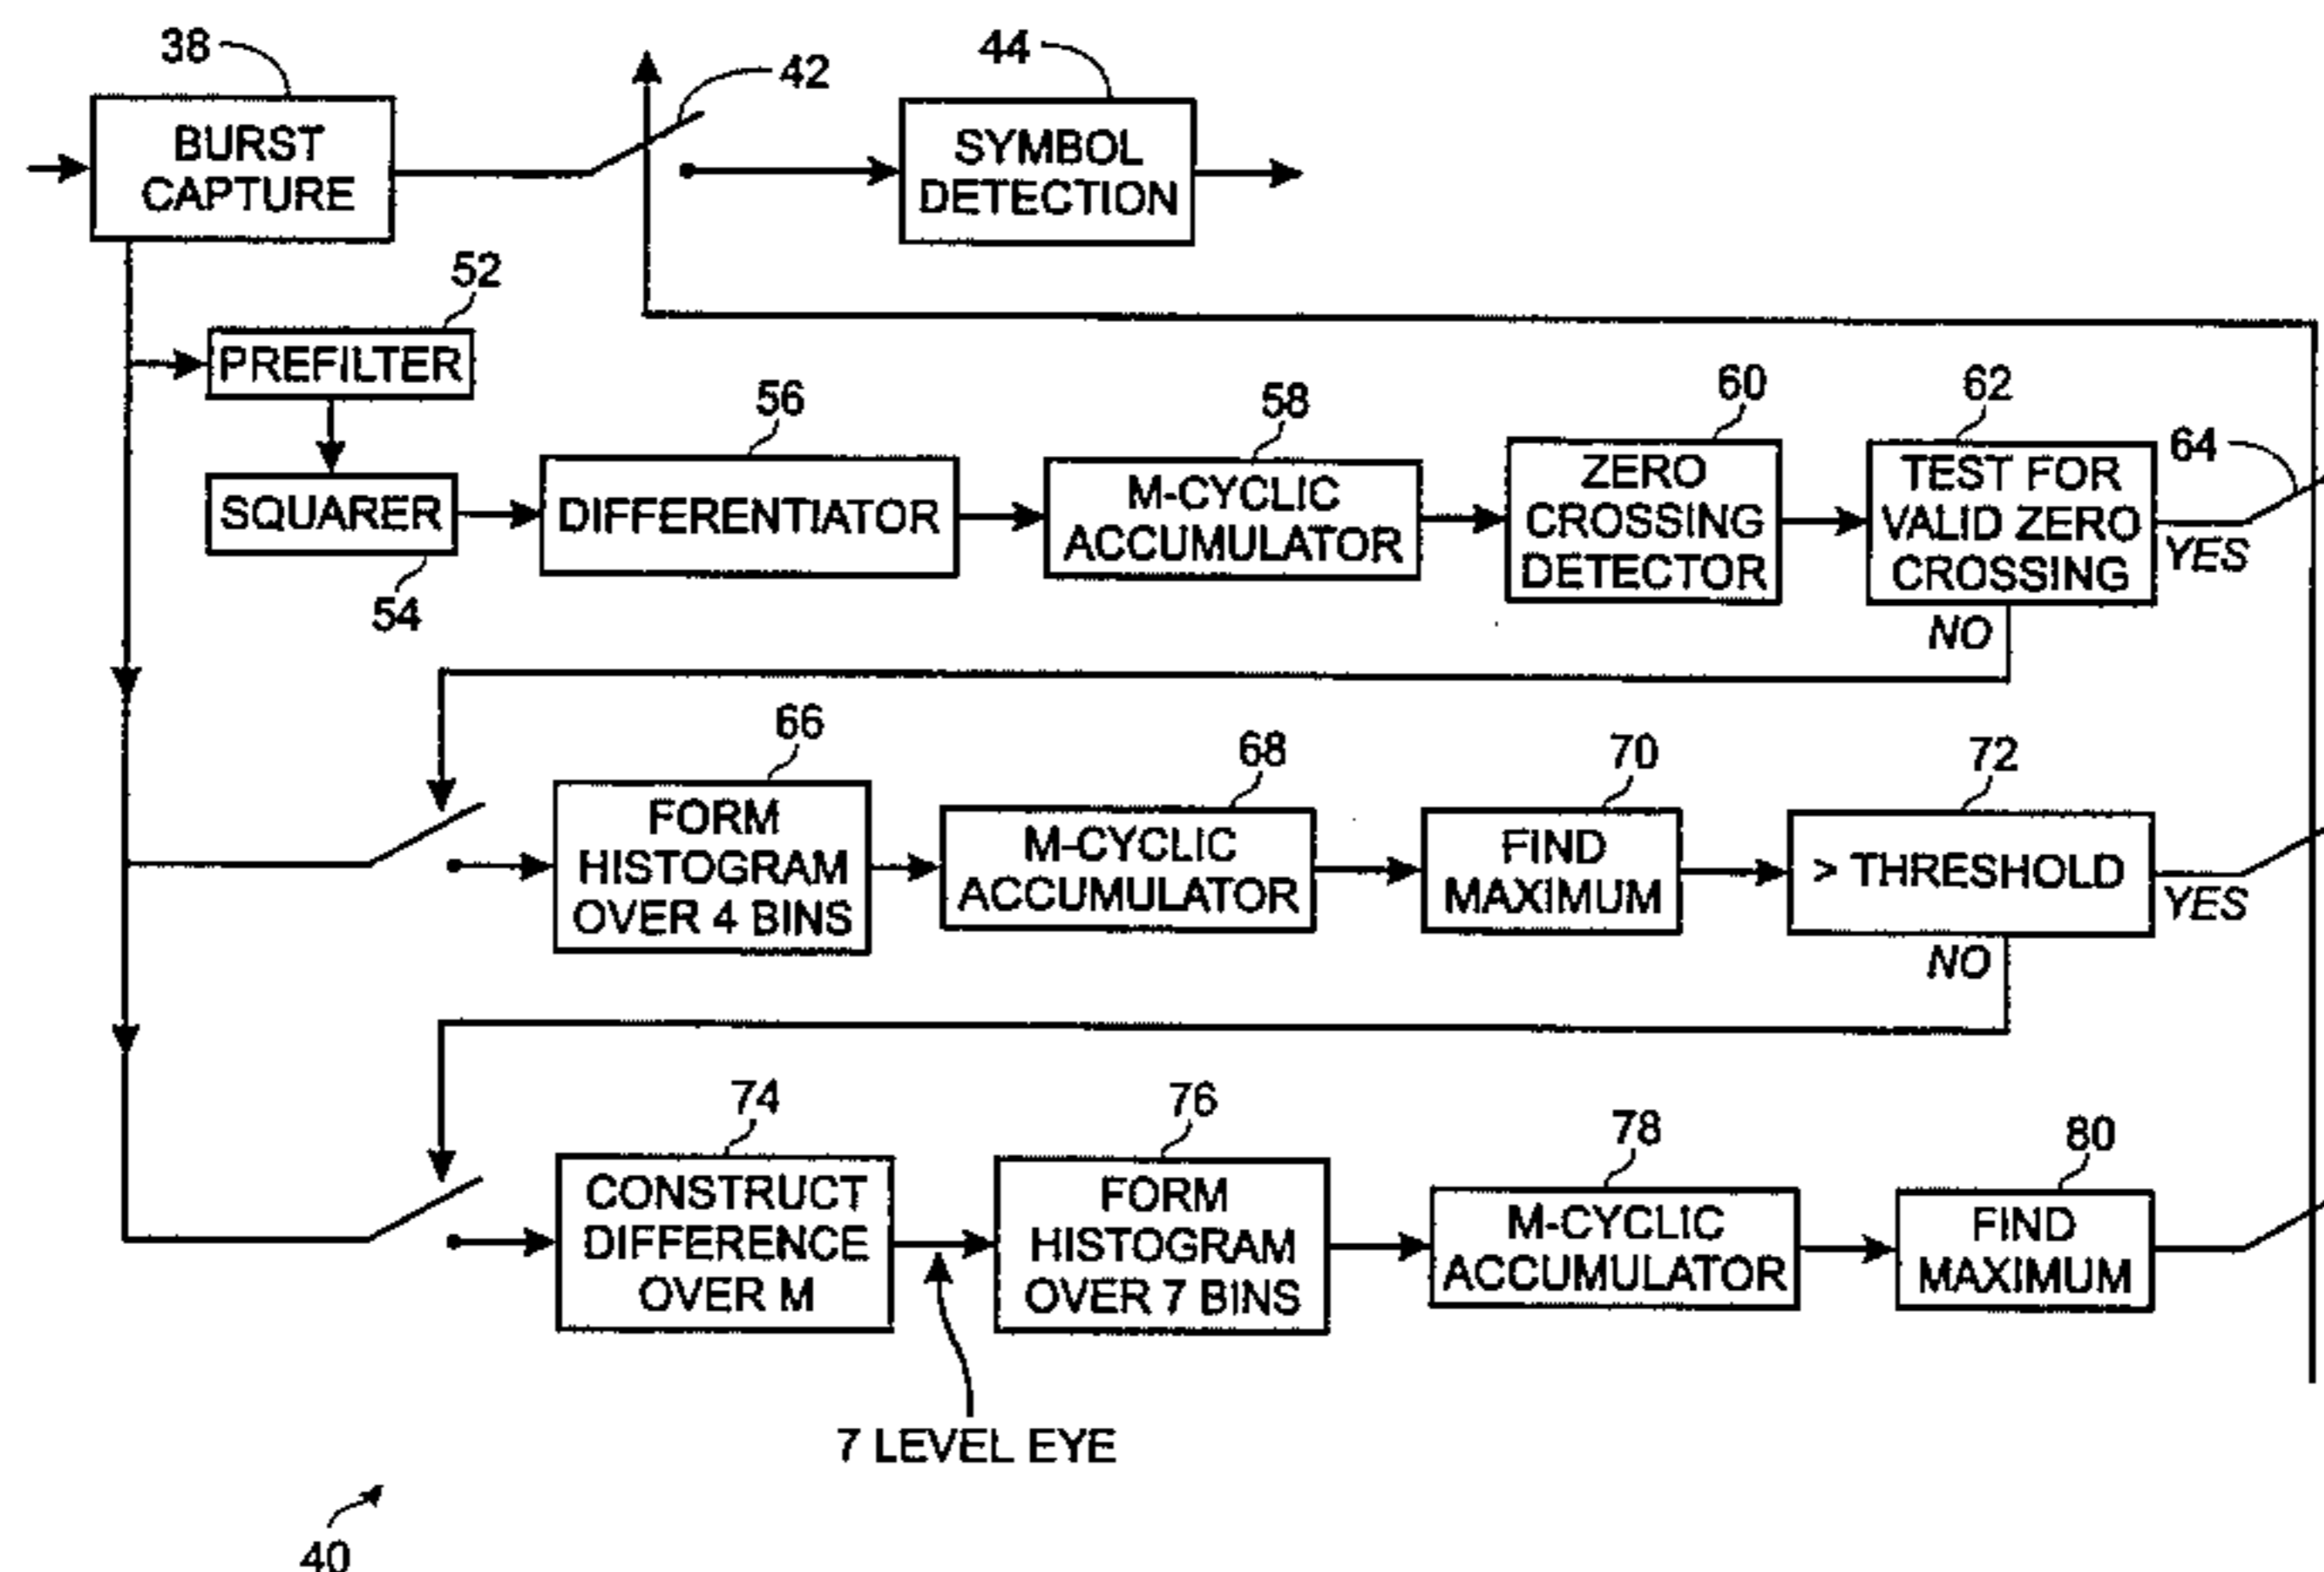 38
42
44
BURST
CAPTURE
SYMBOL
DETECTION
52
PREFILTER
56
58
60
62
64
SQUARER
54
DIFFERENTIATOR
M-CYCLIC
ACCUMULATOR
ZERO
CROSSING
DETECTOR
TEST FOR
VALID ZERO
CROSSING
YES
NO
66
68
70
72
FORM
HISTOGRAM
OVER 4 BINS
M-CYCLIC
ACCUMULATOR
FIND
MAXIMUM
> THRESHOLD
YES
NO
74
76
78
80
CONSTRUCT
DIFFERENCE
OVER M
FORM
HISTOGRAM
OVER 7 BINS
M-CYCLIC
ACCUMULATOR
FIND
MAXIMUM
7 LEVEL EYE
40